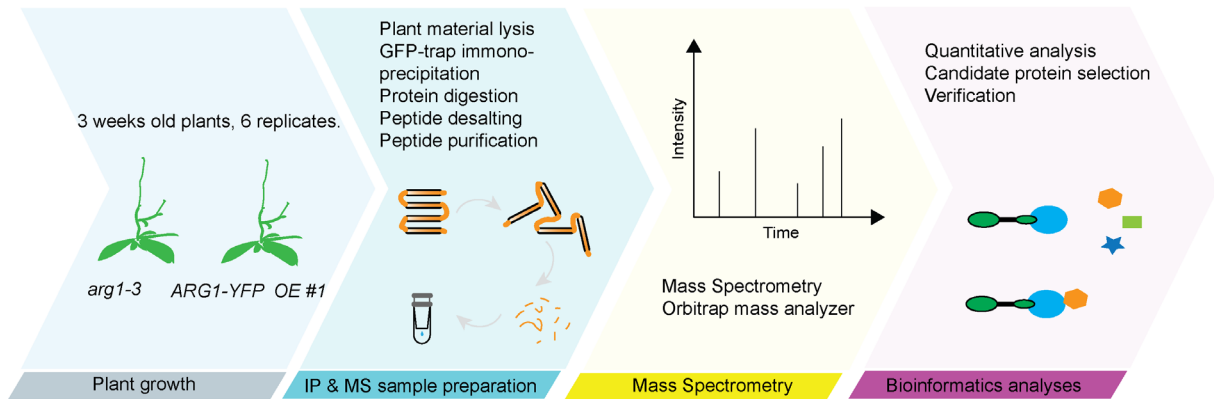 3 weeks old plants, 6 replicates.
arg1-3
ARG1-YFP OE #1
Plant growth
Plant material lysis
GFP-trap immono-
precipitation
Protein digestion
Peptide desalting
Peptide purification
IP & MS sample preparation
Intensity
Time
Mass Spectrometry
Orbitrap mass analyzer
Mass Spectrometry
Quantitative analysis
Candidate protein selection
Verification
Bioinformatics analyses